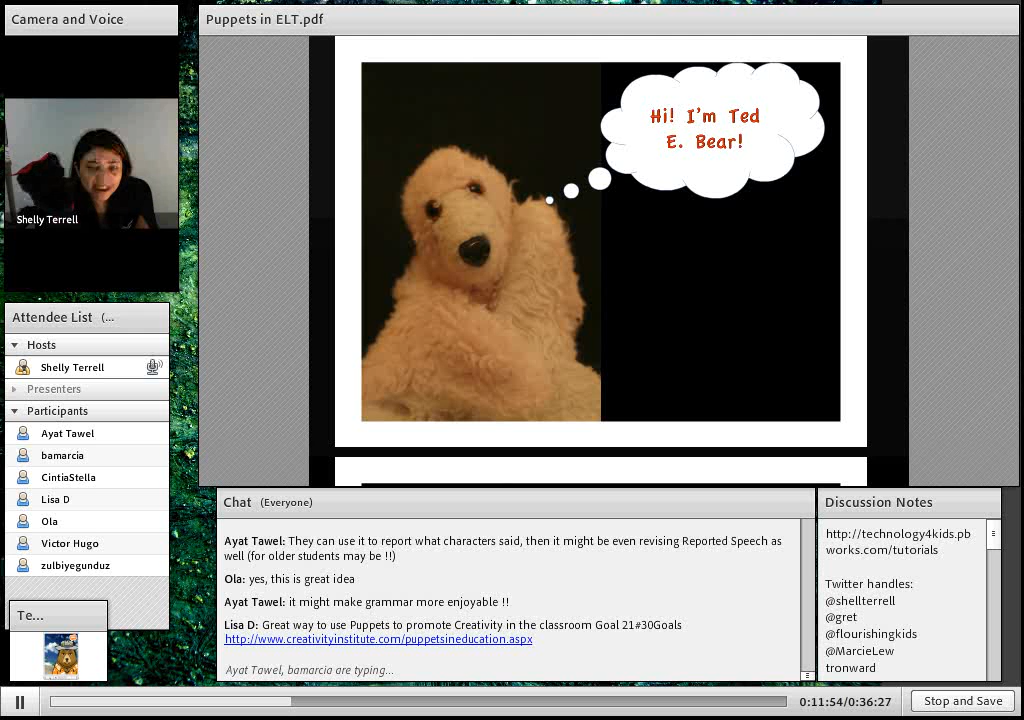 Camera and Voice
Shelly Terrell
Attendee List (...
Hosts
Shelly Terrell
Presenters
Participants
Ayat Tawel
bamarcia
CintiaStella
Lisa D
Ola
Victor Hugo
zulbiyegunduz
Te...
Puppets in ELT.pdf
Hi! I'm Ted
E. Bear!
Chat (Everyone)
Ayat Tawel: They can use it to report what characters said, then it might be even revising Reported Speech as
well (for older students may be !!)
Ola: yes, this is great idea
Ayat Tawel: it might make grammar more enjoyable !!
Lisa D: Great way to use Puppets to promote Creativity in the classroom Goal 21#30Goals
http://www.creativityinstitute.com/puppetsineducation.aspx
Ayat Tawel, bamarcia are typing...
Discussion Notes
http://technology4kids.pb
works.com/tutorials
Twitter handles:
@shellterrell
@gret
@flourishingkids
@MarcieLew
tronward
0:11:54/0:36:27
Stop and Save